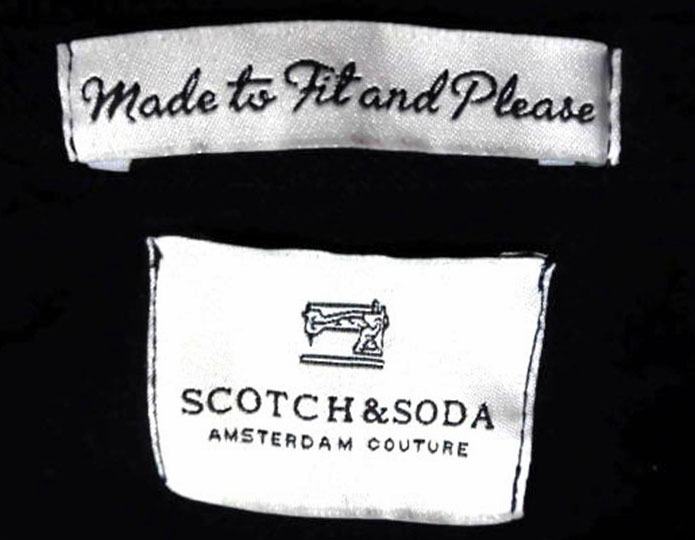 Made to Fit and Please
SCOTCH & SODA
AMSTERDAM COUTURE